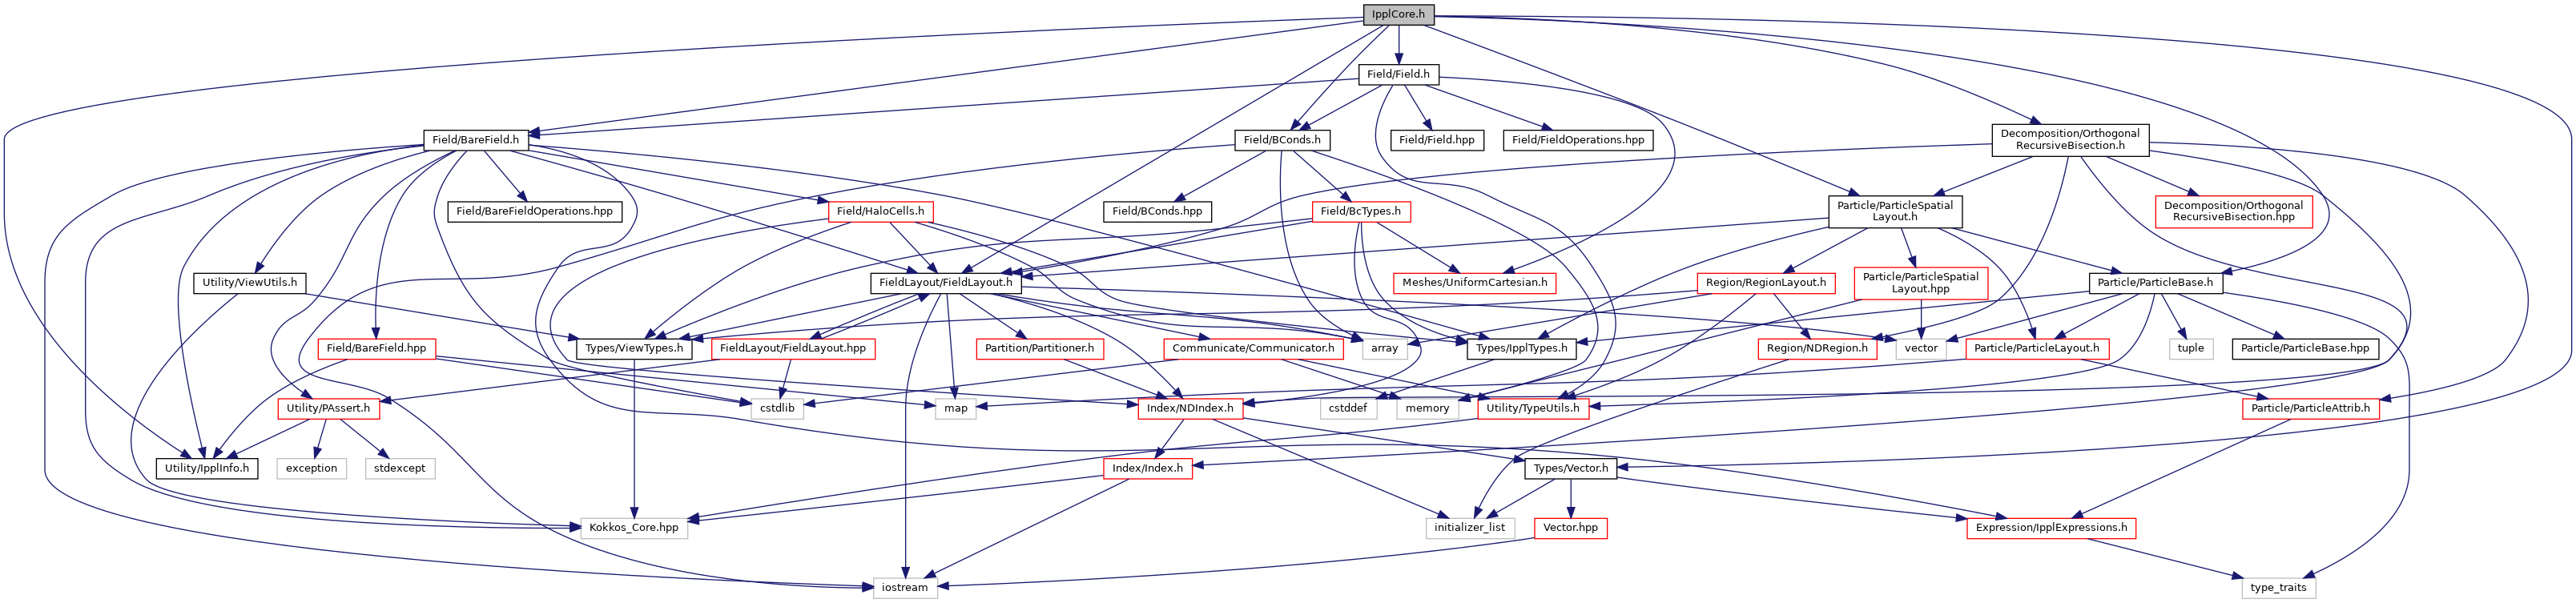 IpplCore.h
Field/Field.h
Field/BareField.h
Field/BConds.h
Field/Field.hpp
Field/FieldOperations.hpp
Decomposition/Orthogonal
RecursiveBisection.h
Field/BareFieldOperations.hpp
Field/HaloCells.h
Field/BConds.hpp
Field/BcTypes.h
Particle/ParticleSpatial
Layout.h
Decomposition/Orthogonal
RecursiveBisection.hpp
Utility/ViewUtils.h
FieldLayout/FieldLayout.h
Meshes/UniformCartesian.h
Region/RegionLayout.h
Particle/ParticleSpatial
Layout.hpp
Particle/ParticleBase.h
Field/BareField.hpp
Types/ViewTypes.h
FieldLayout/FieldLayout.hpp
Partition/Partitioner.h
Communicate/Communicator.h
array
Types/IpplTypes.h
Region/NDRegion.h
vector
Particle/ParticleLayout.h
tuple
Particle/ParticleBase.hpp
Utility/PAssert.h
cstdlib
map
Index/NDIndex.h
cstddef
memory
Utility/TypeUtils.h
Particle/ParticleAttrib.h
Utility/IpplInfo.h
exception
stdexcept
Index/Index.h
Types/Vector.h
Kokkos_Core.hpp
initializer_list
Vector.hpp
Expression/IpplExpressions.h
iostream
type_traits